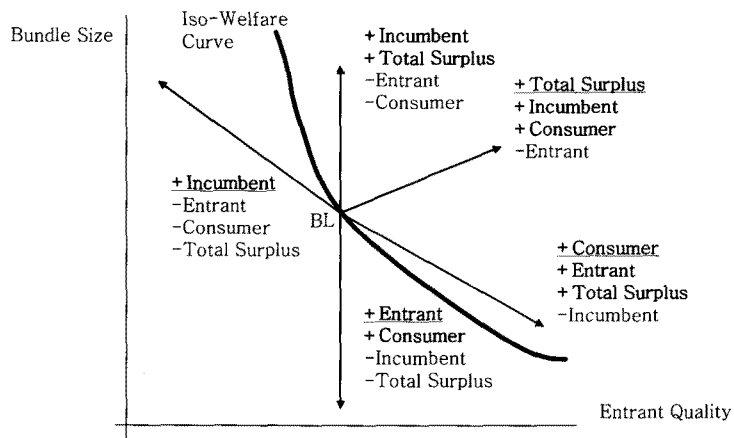 Iso-Welfare
Curve
Bundle Size
+ Incumbent
+ Total Surplus
-Entrant
-Consumer
+ Total Surplus
+ Incumbent
+ Consumer
-Entrant
+ Incumbent
-Entrant
-Consumer
-Total Surplus
BL
+ Consumer
+ Entrant
+ Total Surplus
-Incumbent
+ Entrant
+ Consumer
-Incumbent
-Total Surplus
Entrant Quality